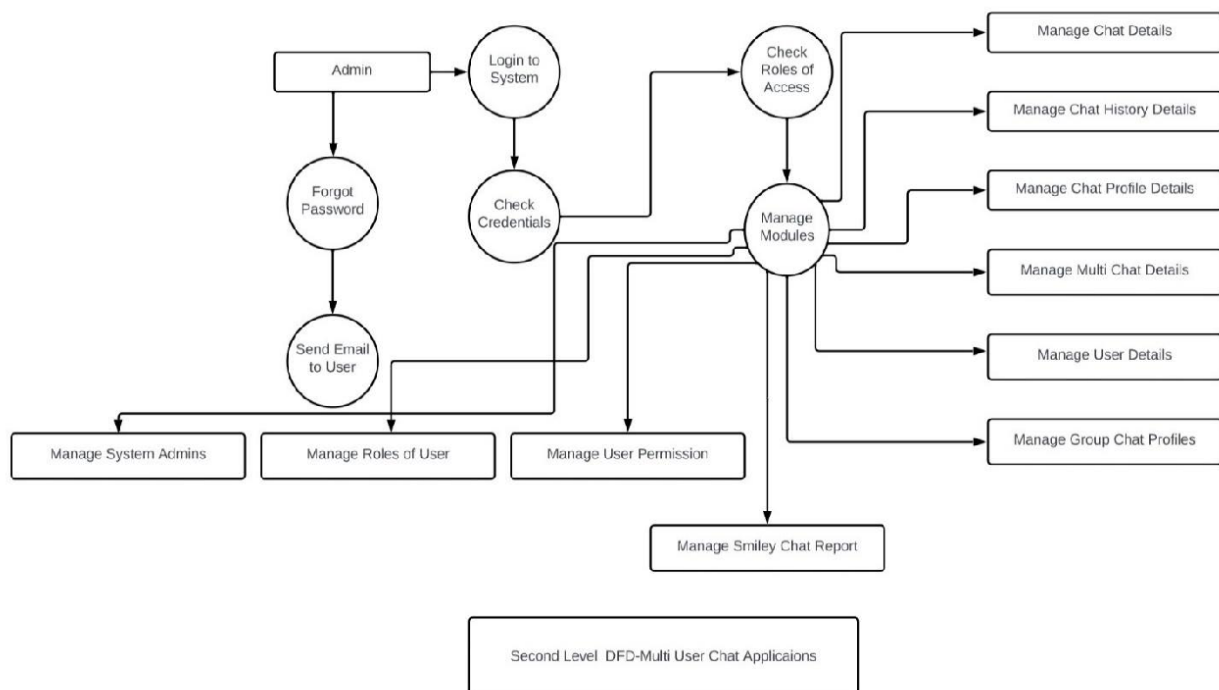 Admin
Login to
System
Check
Roles of
Access
Manage Chat Details
Manage Chat History Details
Forgot
Password
Check
Credentials
Manage
Modules
Manage Chat Profile Details
Manage Multi Chat Details
Send Email
to User
Manage User Details
Manage System Admins
Manage Roles of User
Manage User Permission
Manage Group Chat Profiles
Manage Smiley Chat Report
Second Level DFD-Multi User Chat Applicaions